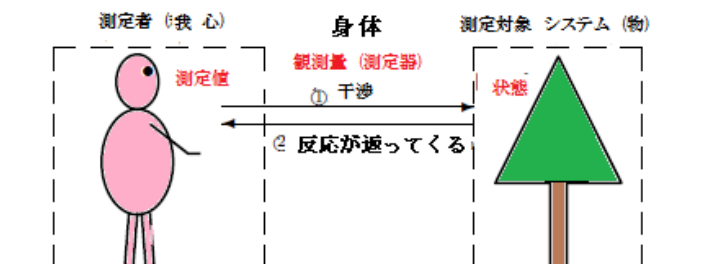 測定者（我 心）
身体
測定対象 システム（物）
観測量（測定器）
測定値
① 干渉
状態
② 反応が返ってくる